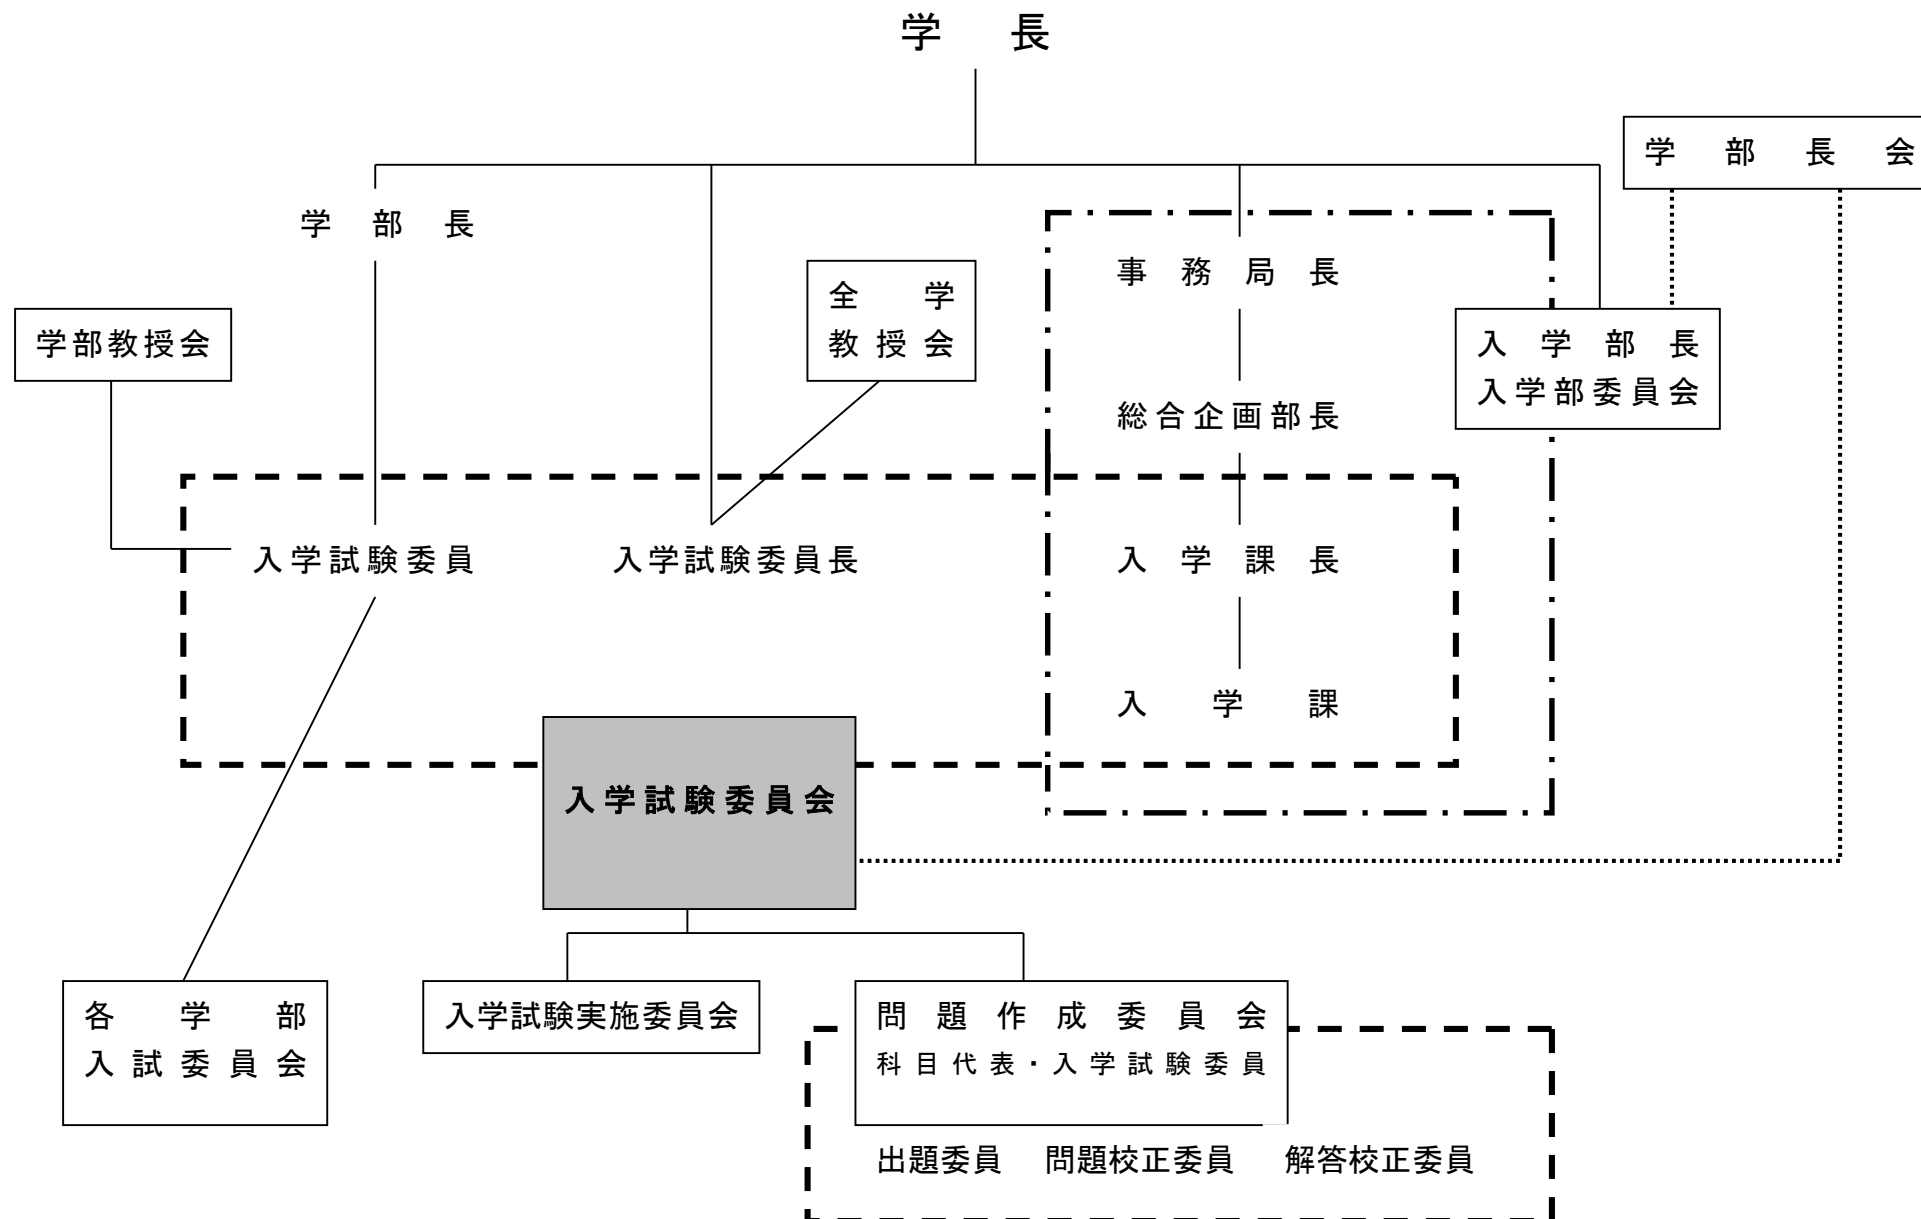 学長
学部長会
学部長
事務局長
全学
教授会
学部教授会
入学部長
入学部委員会
総合企画部長
入学試験委員
入学試験委員長
入学課長
入学課
入学試験委員会
各学部
入試委員会
入学試験実施委員会
問題作成委員会
科目代表・入学試験委員
出題委員 問題校正委員 解答校正委員